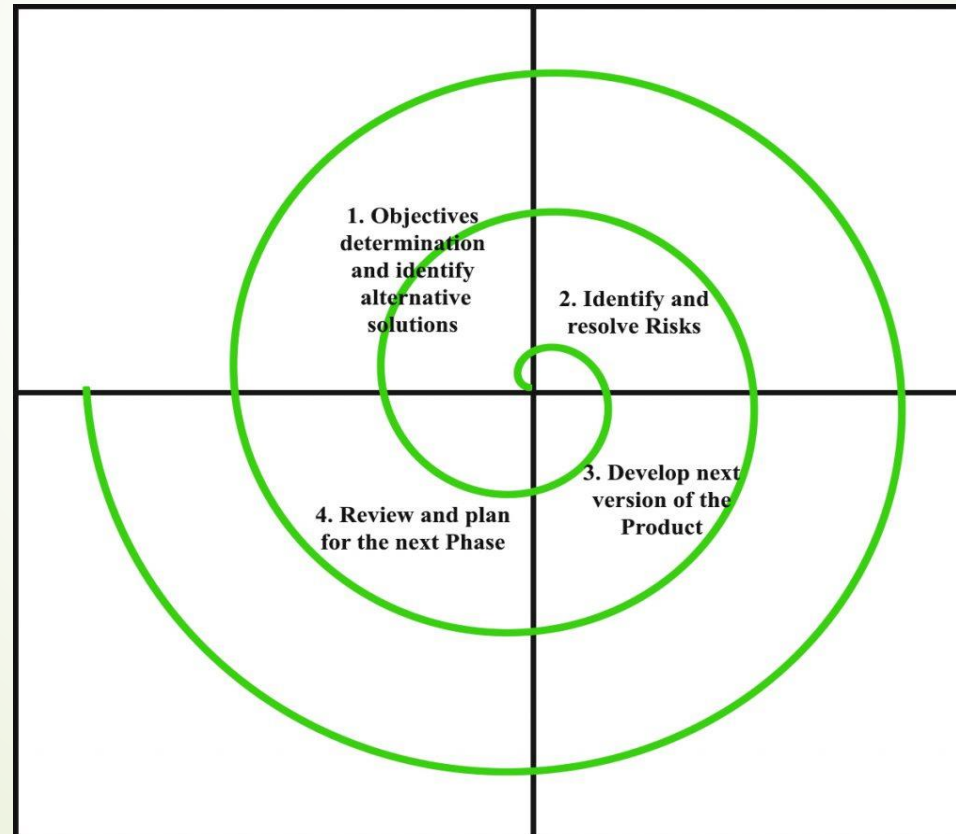 1. Objectives
determination
and identify
alternative
solutions
2. Identify and
resolve Risks
3. Develop next
version of the
Product
4. Review and plan
for the next Phase